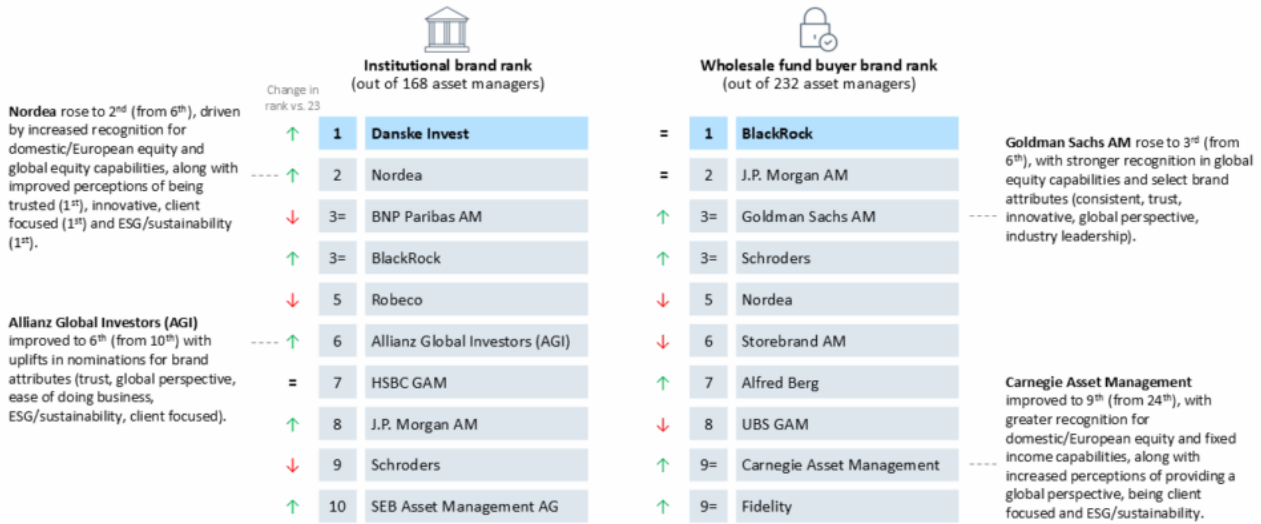 Institutional brand rank
(out of 168 asset managers)
Wholesale fund buyer brand rank
(out of 232 asset managers)
Change in
rank vs. 23
Nordea rose to 2nd (from 6th), driven
by increased recognition for
domestic/European equity and
global equity capabilities, along with
improved perceptions of being
trusted (1st), innovative, client
focused (1st) and ESG/sustainability
(1st).
Allianz Global Investors (AGI)
improved to 6th (from 10th) with
uplifts in nominations for brand
attributes (trust, global perspective,
ease of doing business,
ESG/sustainability, client focused).
↑ 1 Danske Invest
↑ 2 Nordea
↓ 3= BNP Paribas AM
↑ 3= BlackRock
↓ 5 Robeco
↑ 6 Allianz Global Investors (AGI)
= 7 HSBC GAM
↑ 8 J.P. Morgan AM
↓ 9 Schroders
↑ 10 SEB Asset Management AG
= 1 BlackRock
= 2 J.P. Morgan AM
↑ 3= Goldman Sachs AM
↑ 3= Schroders
↓ 5 Nordea
↓ 6 Storebrand AM
↑ 7 Alfred Berg
↓ 8 UBS GAM
↑ 9= Carnegie Asset Management
↑ 9= Fidelity
Goldman Sachs AM rose to 3rd (from
6th), with stronger recognition in global
equity capabilities and select brand
attributes (consistent, trust,
innovative, global perspective,
industry leadership).
Carnegie Asset Management
improved to 9th (from 24th), with
greater recognition for
domestic/European equity and fixed
income capabilities, along with
increased perceptions of providing a
global perspective, being client
focused and ESG/sustainability.